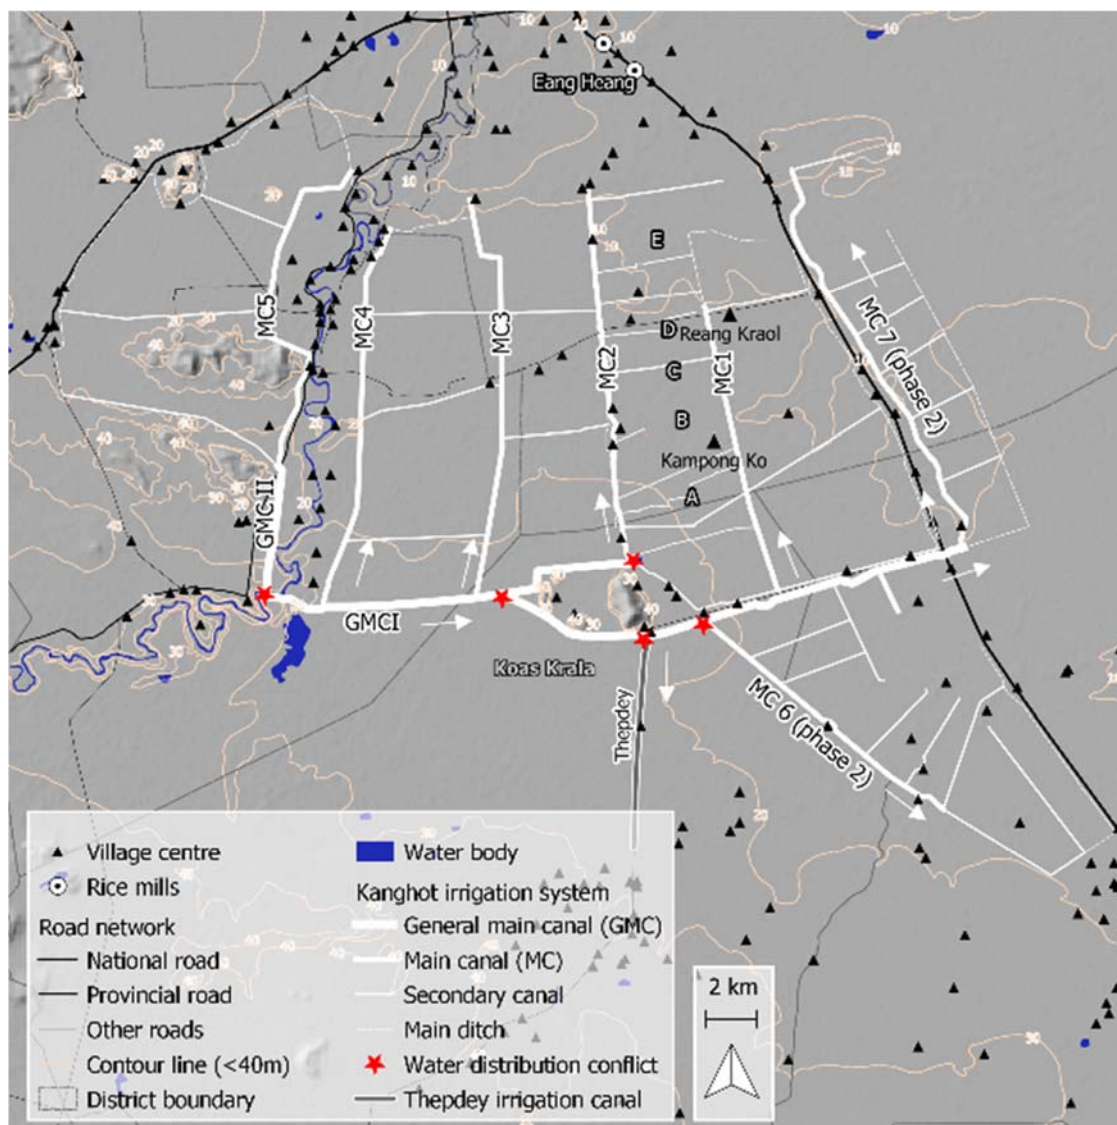 Eang Heang
E
D
Reang Kraol
C
B
Kampong Ko
A
MC5
MC4
MC3
MC2
MC1
MC 7 (phase 2)
GMC II
GMCI
Koas Krala
Thepdey
MC 6 (phase 2)
Village centre
Rice mills
Road network
National road
Provincial road
Other roads
Contour line (<40m)
District boundary
Water body
Kanghot irrigation system
General main canal (GMC)
Main canal (MC)
Secondary canal
Main ditch
Water distribution conflict
Thepdey irrigation canal
2 km